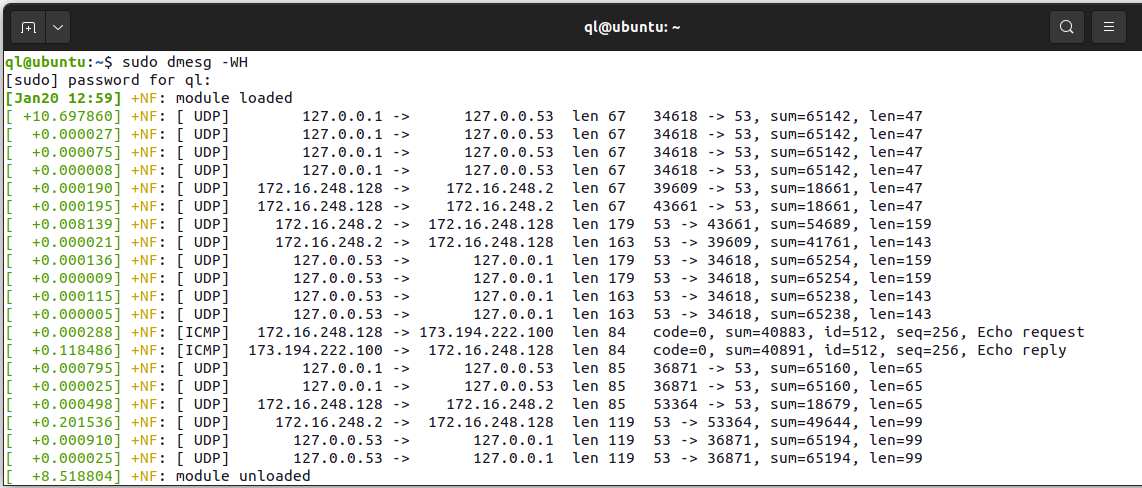 ql@ubuntu: ~
ql@ubuntu:~$ sudo dmesg -WH
[sudo] password for ql:
[Jan20 12:59] +NF: module loaded
[ +10.697860] +NF: [ UDP]       127.0.0.1 ->       127.0.0.53  len 67   34618 -> 53, sum=65142, len=47
[  +0.000027] +NF: [ UDP]       127.0.0.1 ->       127.0.0.53  len 67   34618 -> 53, sum=65142, len=47
[  +0.000075] +NF: [ UDP]       127.0.0.1 ->       127.0.0.53  len 67   34618 -> 53, sum=65142, len=47
[  +0.000008] +NF: [ UDP]       127.0.0.1 ->       127.0.0.53  len 67   34618 -> 53, sum=65142, len=47
[  +0.000190] +NF: [ UDP]  172.16.248.128 ->     172.16.248.2  len 67   39609 -> 53, sum=18661, len=47
[  +0.000195] +NF: [ UDP]  172.16.248.128 ->     172.16.248.2  len 67   43661 -> 53, sum=18661, len=47
[  +0.008139] +NF: [ UDP]    172.16.248.2 ->   172.16.248.128  len 179  53 -> 43661, sum=54689, len=159
[  +0.000021] +NF: [ UDP]    172.16.248.2 ->   172.16.248.128  len 163  53 -> 39609, sum=41761, len=143
[  +0.000136] +NF: [ UDP]      127.0.0.53 ->        127.0.0.1  len 179  53 -> 34618, sum=65254, len=159
[  +0.000009] +NF: [ UDP]      127.0.0.53 ->        127.0.0.1  len 179  53 -> 34618, sum=65254, len=159
[  +0.000115] +NF: [ UDP]      127.0.0.53 ->        127.0.0.1  len 163  53 -> 34618, sum=65238, len=143
[  +0.000005] +NF: [ UDP]      127.0.0.53 ->        127.0.0.1  len 163  53 -> 34618, sum=65238, len=143
[  +0.000288] +NF: [ICMP]  172.16.248.128 ->  173.194.222.100  len 84   code=0, sum=40883, id=512, seq=256, Echo request
[  +0.118486] +NF: [ICMP] 173.194.222.100 ->   172.16.248.128  len 84   code=0, sum=40891, id=512, seq=256, Echo reply
[  +0.000795] +NF: [ UDP]       127.0.0.1 ->       127.0.0.53  len 85   36871 -> 53, sum=65160, len=65
[  +0.000025] +NF: [ UDP]       127.0.0.1 ->       127.0.0.53  len 85   36871 -> 53, sum=65160, len=65
[  +0.000498] +NF: [ UDP]  172.16.248.128 ->     172.16.248.2  len 85   53364 -> 53, sum=18679, len=65
[  +0.201536] +NF: [ UDP]    172.16.248.2 ->   172.16.248.128  len 119  53 -> 53364, sum=49644, len=99
[  +0.000910] +NF: [ UDP]      127.0.0.53 ->        127.0.0.1  len 119  53 -> 36871, sum=65194, len=99
[  +0.000025] +NF: [ UDP]      127.0.0.53 ->        127.0.0.1  len 119  53 -> 36871, sum=65194, len=99
[  +8.518804] +NF: module unloaded